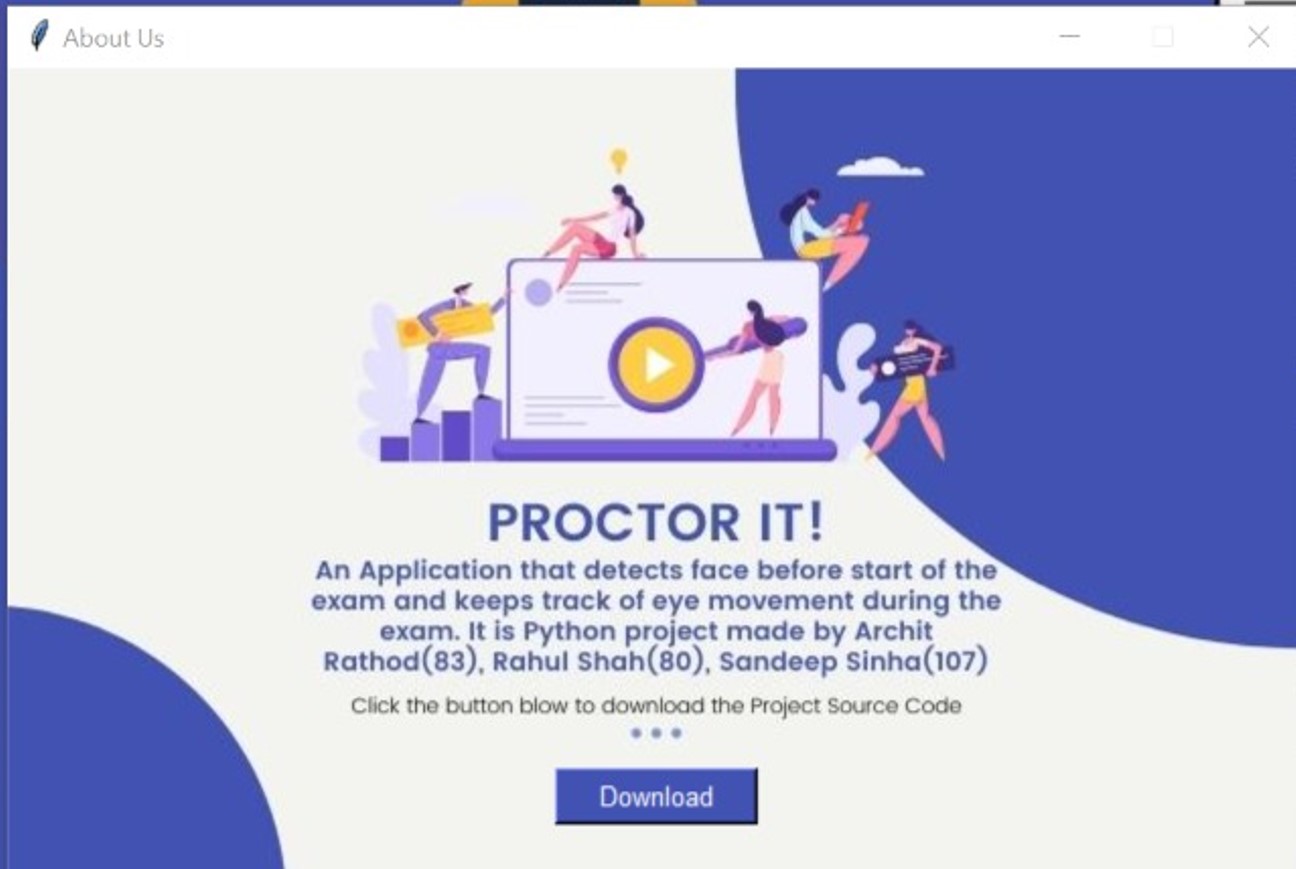 About Us
PROCTOR IT!
An Application that detects face before start of the
exam and keeps track of eye movement during the
exam. It is Python project made by Archit
Rathod(83), Rahul Shah(80), Sandeep Sinha(107)
Click the button blow to download the Project Source Code
Download